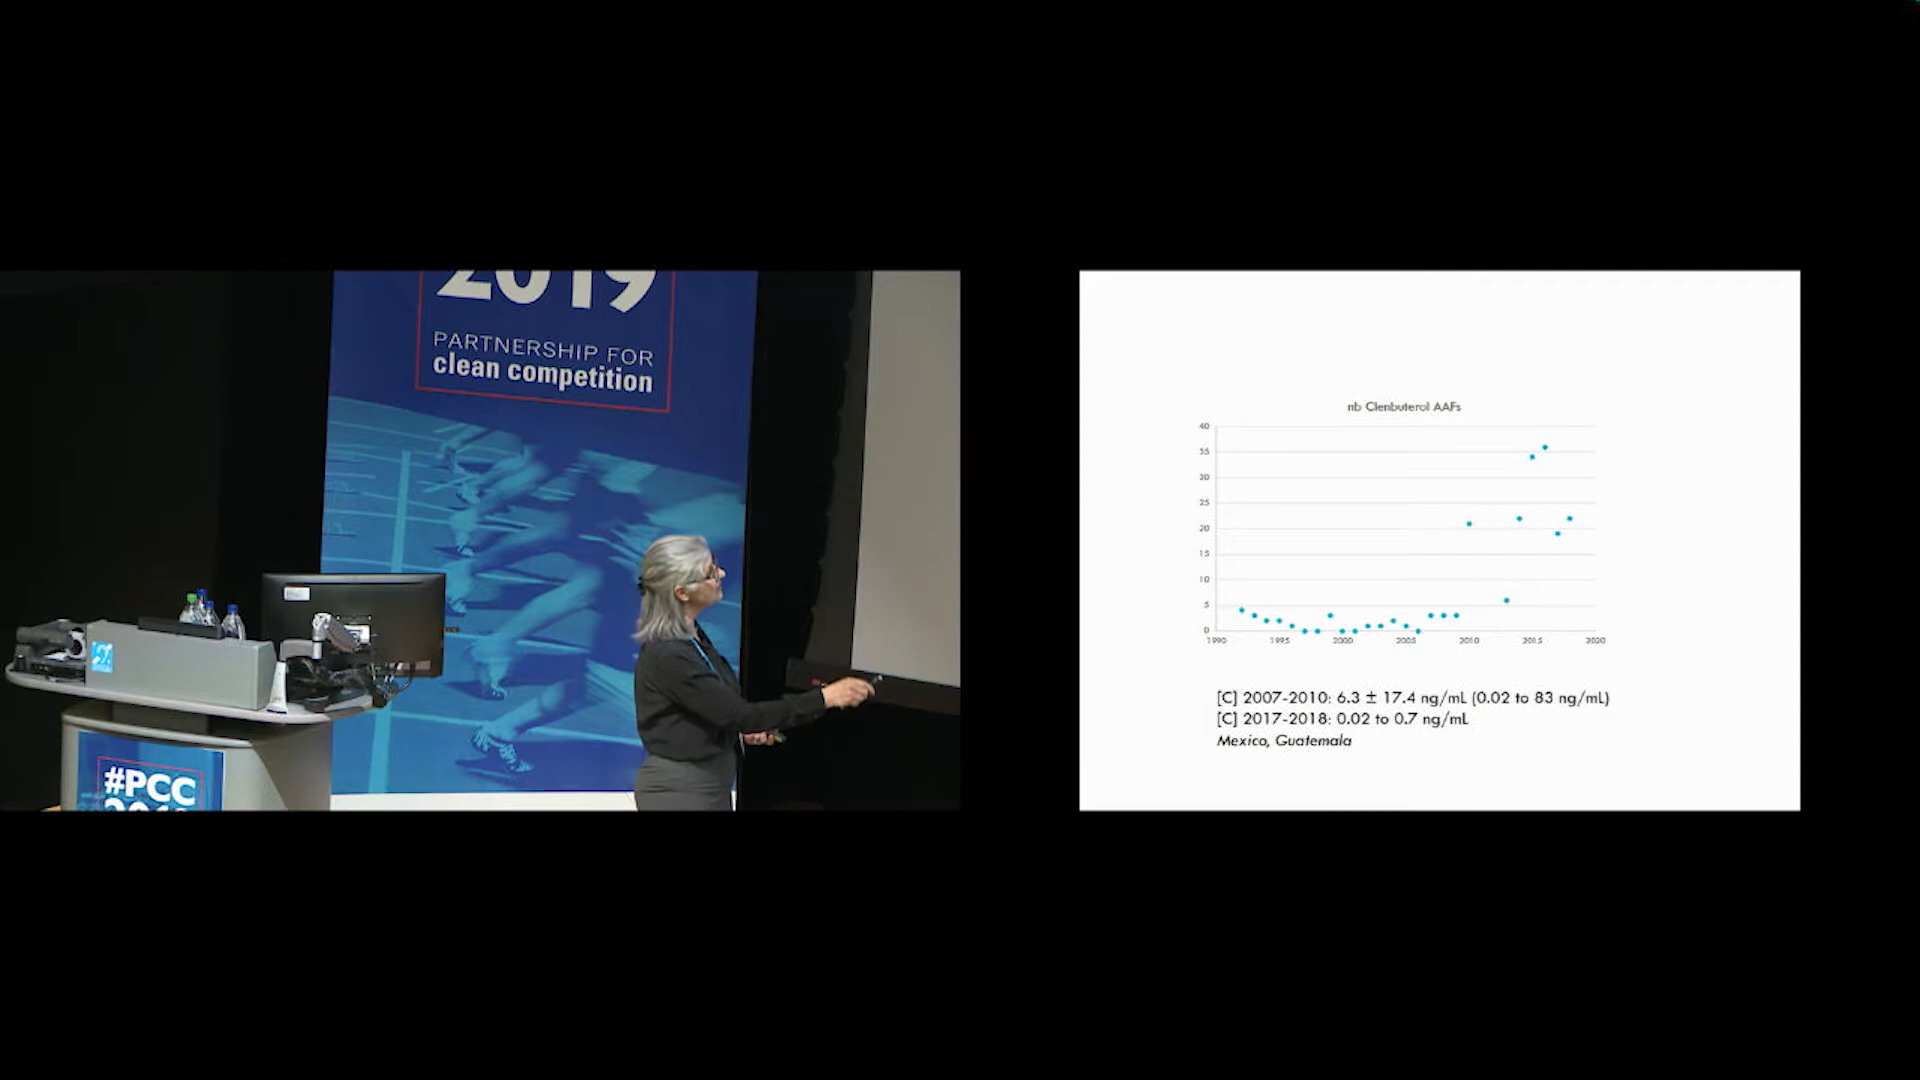 2019
PARTNERSHIP FOR
clean competition
#PCC
2019
nb Clenbuterol AAFs
40
35
30
25
20
15
10
5
0
1990 1995 2000 2005 2010 2015 2020
[C] 2007-2010: 6.3 ± 17.4 ng/mL (0.02 to 83 ng/mL)
[C] 2017-2018: 0.02 to 0.7 ng/mL
Mexico, Guatemala